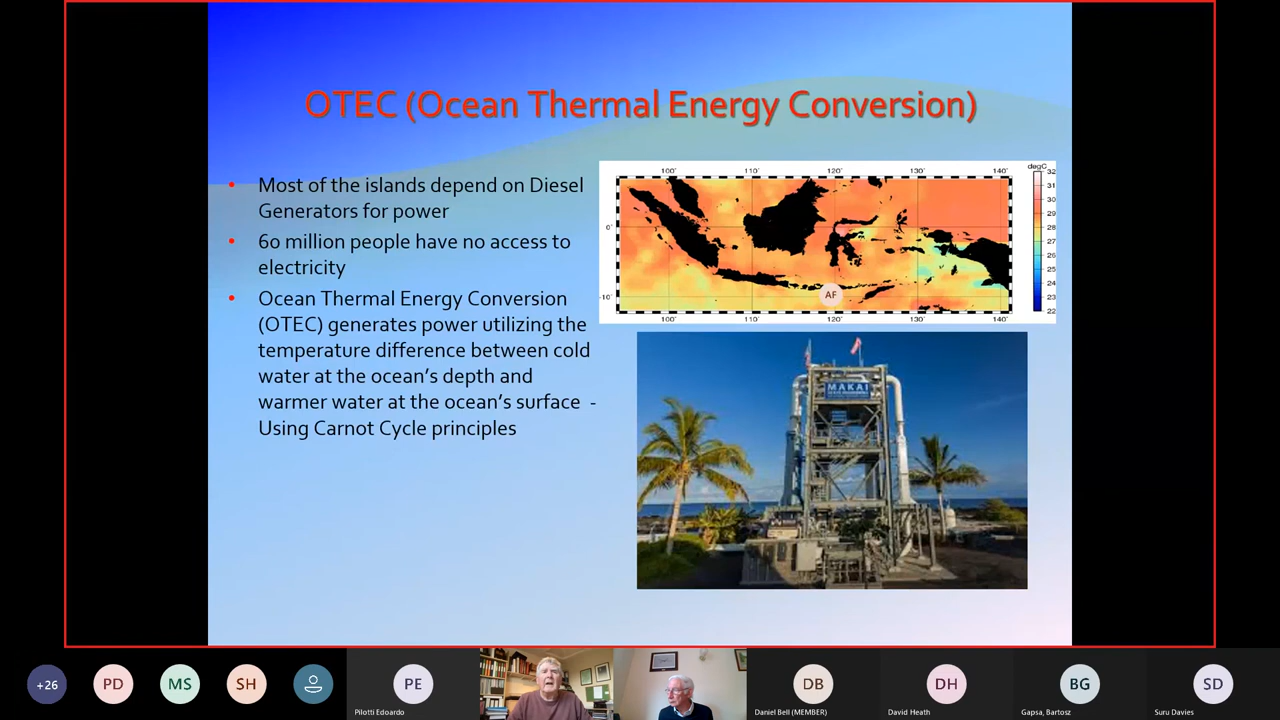 OTEC (Ocean Thermal Energy Conversion)
• Most of the islands depend on Diesel
Generators for power
• 60 million people have no access to
electricity
• Ocean Thermal Energy Conversion
(OTEC) generates power utilizing the
temperature difference between cold
water at the ocean's depth and
warmer water at the ocean's surface -
Using Carnot Cycle principles
degC
100° 110° 120° 130° 140°
32
31
30
29
28
27
26
25
24
23
22
0°
-10°
AF
100° 110° 120° 130° 140°
MAKAI
+26
PD
MS
SH
PE
Pilotti Edoardo
DB
Daniel Bell (MEMBER)
DH
David Heath
BG
Gapsa, Bartosz
SD
Suru Davies